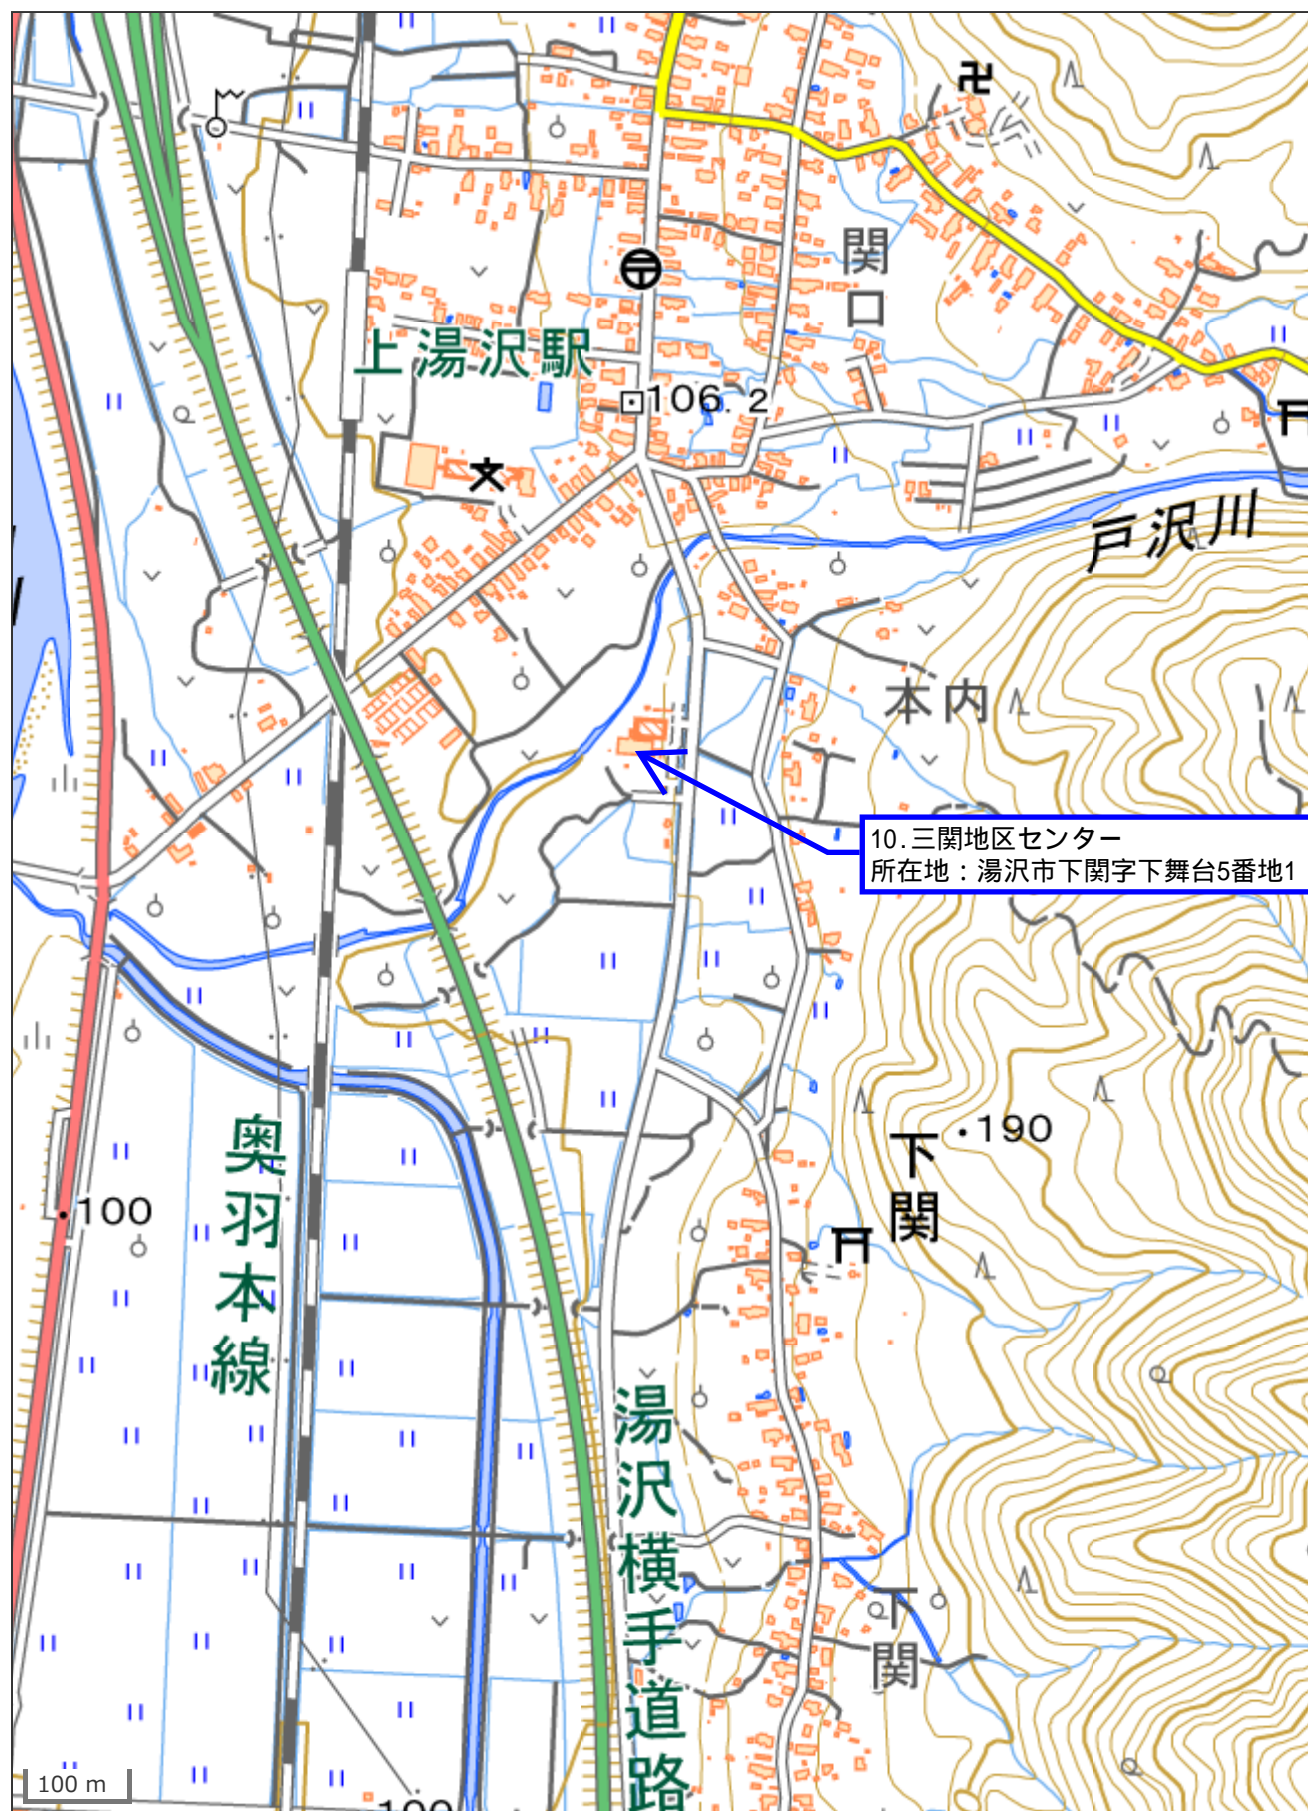 関口
上湯沢駅
106.2
戸沢川
本内
10.三関地区センター
所在地：湯沢市下関字下舞台5番地1
下関
190
奥羽本線
100
湯沢横手道路
下関
100 m
100